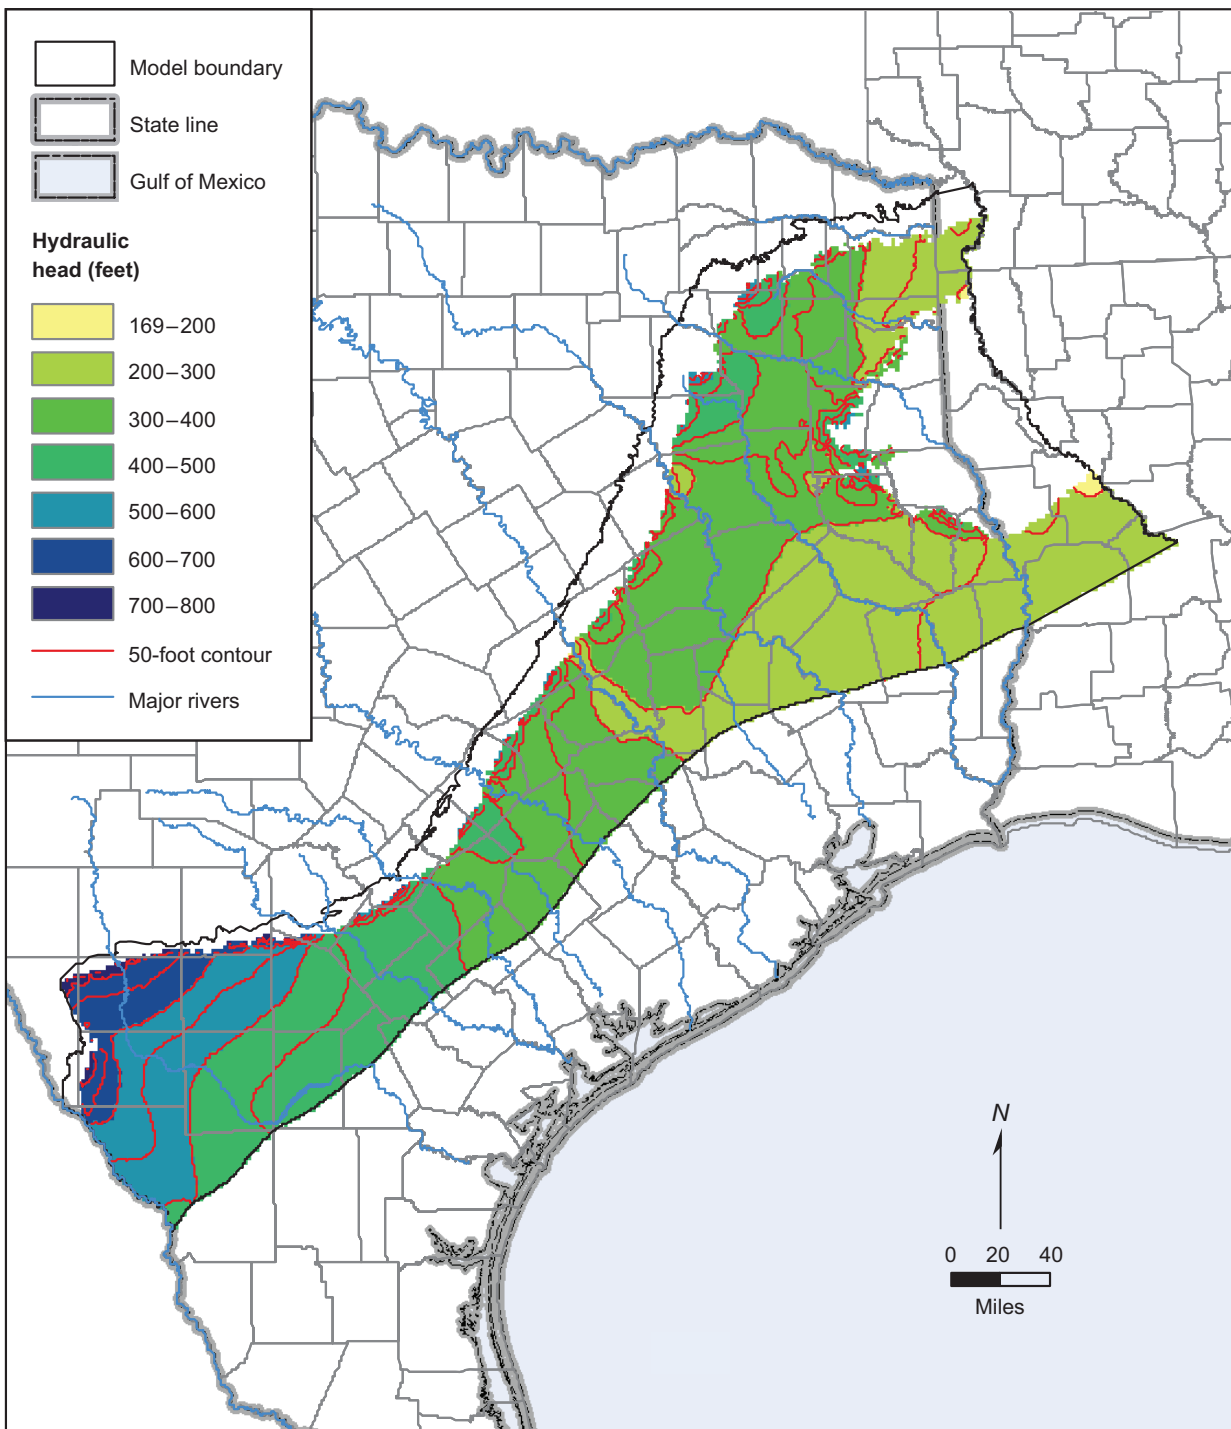 Model boundary
State line
Gulf of Mexico
Hydraulic
head (feet)
169–200
200–300
300–400
400–500
500–600
600–700
700–800
50-foot contour
Major rivers
N
0 20 40
Miles